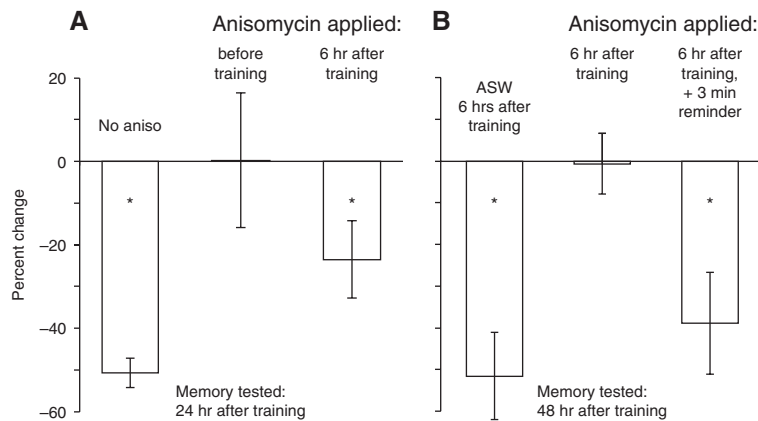 A
Anisomycin applied:
before
training
6 hr after
training
No aniso
*
*
20
0
–20
–40
–60
Percent change
Memory tested:
24 hr after training
B
Anisomycin applied:
ASW
6 hrs after
training
6 hr after
training
6 hr after
training,
+ 3 min
reminder
*
*
Memory tested:
48 hr after training